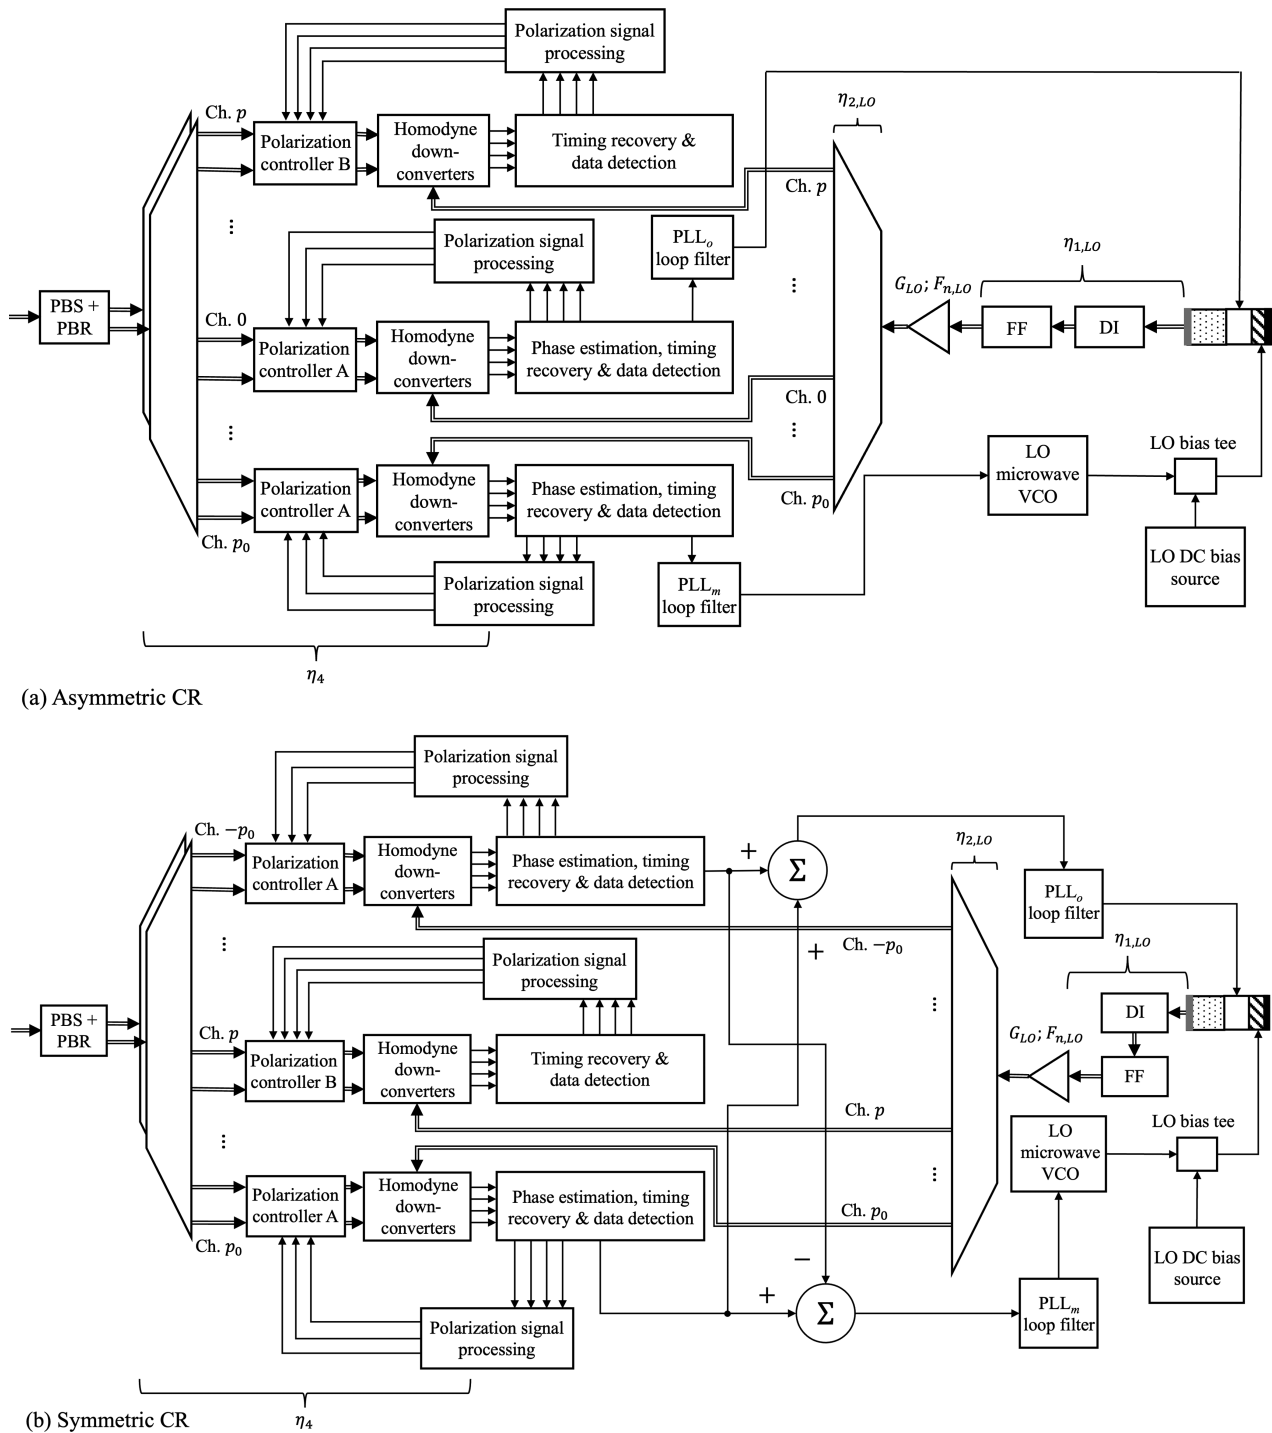 Polarization signal
processing
Ch. p
Polarization
controller B
Homodyne
down-
converters
Timing recovery &
data detection
η2,LO
Ch. p
...
Polarization signal
processing
PLLo
loop filter
...
η1,LO
GLO; Fn,LO
PBS +
PBR
Ch. 0
Polarization
controller A
Homodyne
down-
converters
Phase estimation, timing
recovery & data detection
FF
DI
Ch. 0
...
...
LO
microwave
VCO
LO bias tee
Polarization
controller A
Homodyne
down-
converters
Phase estimation, timing
recovery & data detection
Ch. p0
Ch. p0
Polarization signal
processing
PLLm
loop filter
LO DC bias
source
η4
(a) Asymmetric CR
Polarization signal
processing
Ch. −p0
Polarization
controller A
Homodyne
down-
converters
Phase estimation, timing
recovery & data detection
+
Σ
η2,LO
PLLo
loop filter
...
Polarization signal
processing
+
Ch. −p0
η1,LO
...
PBS +
PBR
Ch. p
Polarization
controller B
Homodyne
down-
converters
Timing recovery &
data detection
DI
GLO; Fn,LO
FF
Ch. p
...
...
LO
microwave
VCO
LO bias tee
Polarization
controller A
Homodyne
down-
converters
Phase estimation, timing
recovery & data detection
Ch. p0
Ch. p0
−
+
Σ
LO DC bias
source
PLLm
loop filter
Polarization signal
processing
η4
(b) Symmetric CR